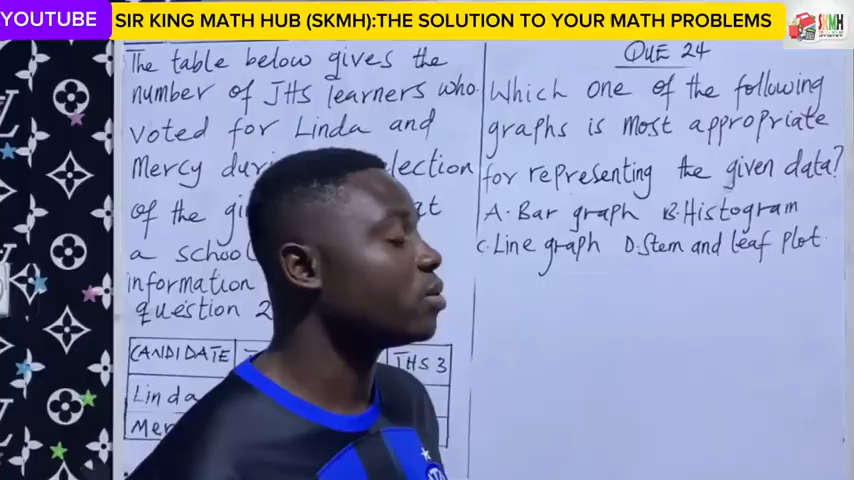 YOUTUBE
SIR KING MATH HUB (SKMH):THE SOLUTION TO YOUR MATH PROBLEMS
SKMH
The table below gives the
number of JHS learners who
voted for Linda and
Mercy
of the
a school
information
question 2
CANDIDATE
JHS 3
Linda
QUE 24
Which one of the following
graphs is most appropriate
for representing the given data?
A. Bar graph B. Histogram
C. Line graph D. Stem and leaf plot